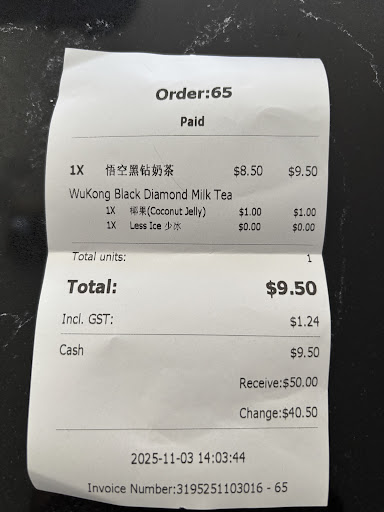 Order:65
Paid
1X 悟空黑钻奶茶 $8.50 $9.50
WuKong Black Diamond Milk Tea
1X 椰果(Coconut Jelly) $1.00 $1.00
1X Less Ice 少冰 $0.00 $0.00
Total units: 1
Total: $9.50
Incl. GST: $1.24
Cash $9.50
Receive:$50.00
Change:$40.50
2025-11-03 14:03:44
Invoice Number:3195251103016 - 65